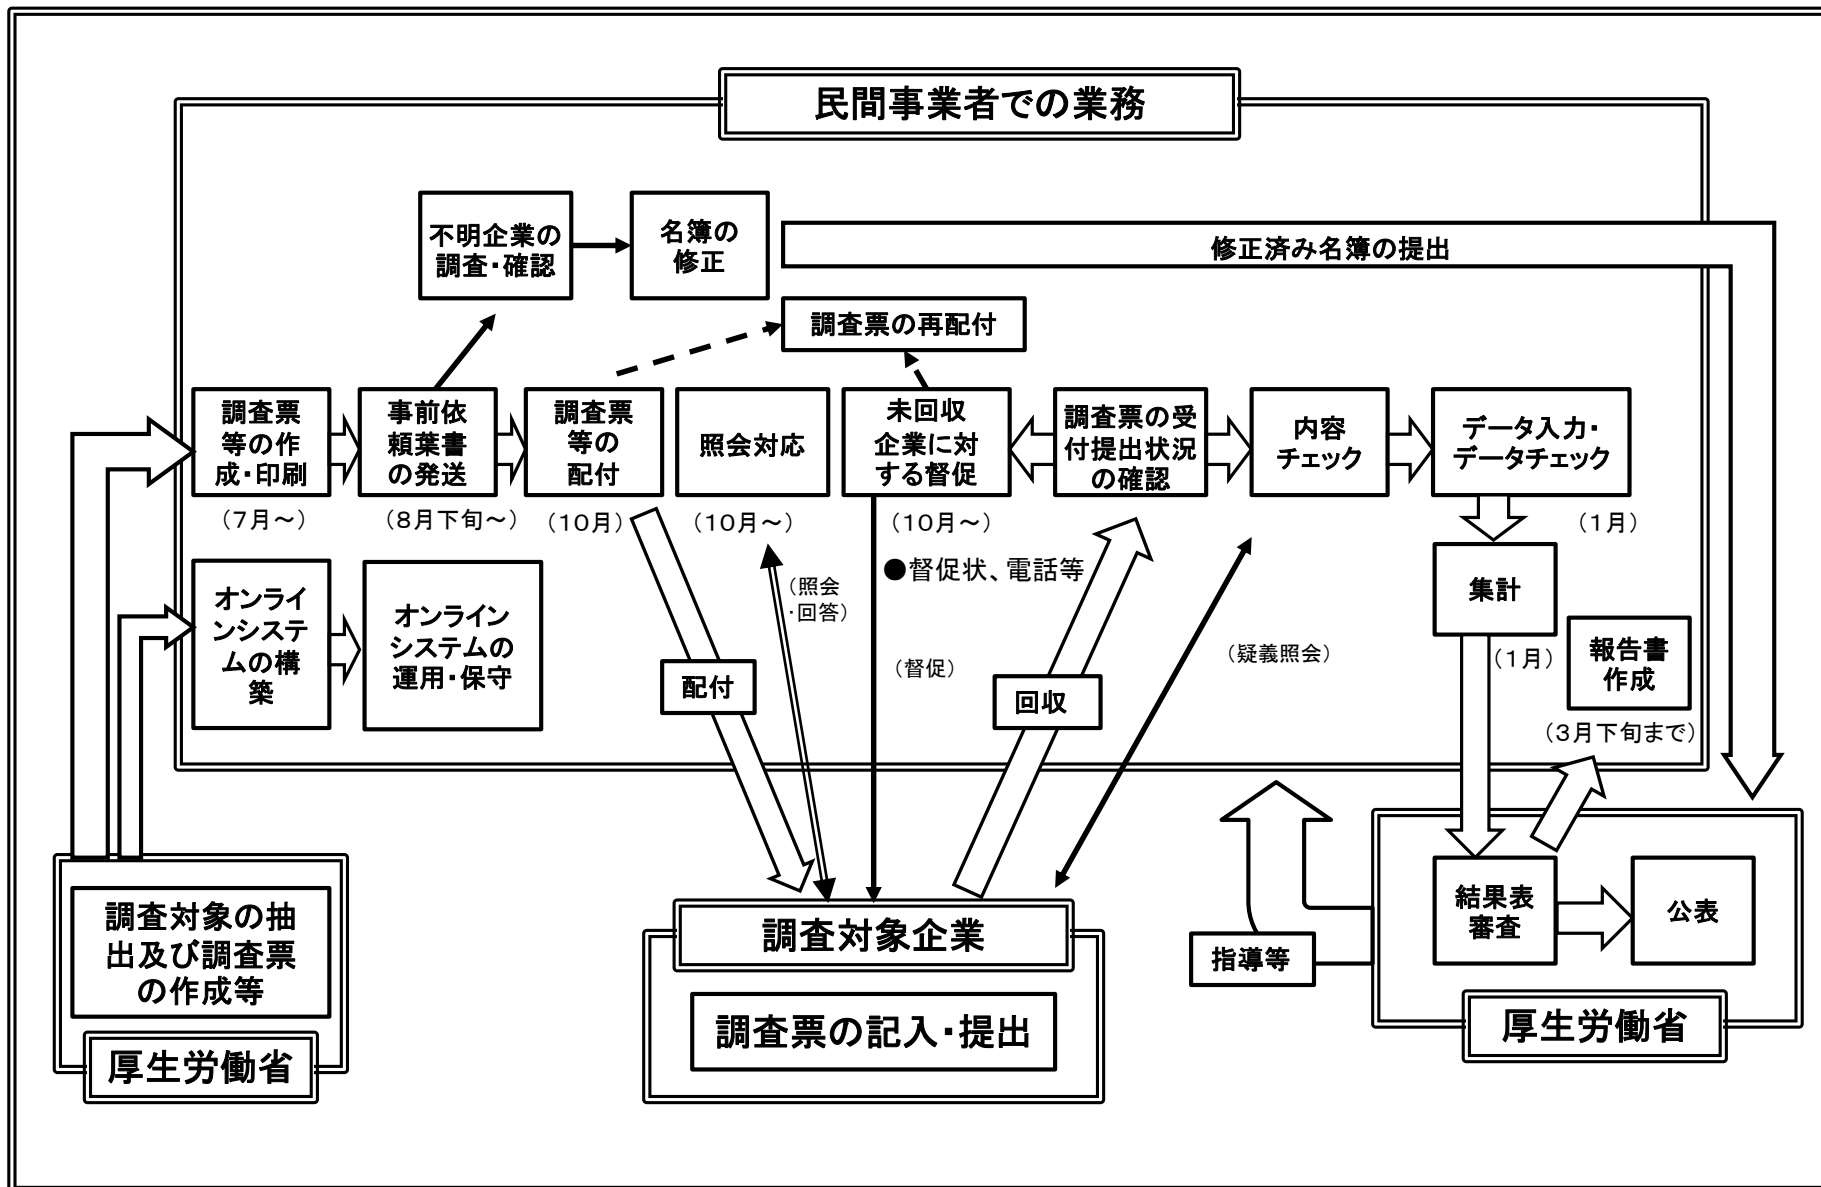 民間事業者での業務
不明企業の
調査・確認
名簿の
修正
修正済み名簿の提出
調査票の再配付
調査票
等の作
成・印刷
(7月～)
事前依
頼葉書
の発送
(8月下旬～)
調査票
等の
配付
(10月)
照会対応
(10月～)
未回収
企業に対
する督促
(10月～)
●督促状、電話等
調査票の受
付提出状況
の確認
内容
チェック
データ入力・
データチェック
(1月)
オンライ
ンシステ
ムの構
築
オンライン
システムの
運用・保守
(照会
・回答)
配付
(督促)
回収
(疑義照会)
集計
(1月)
報告書
作成
(3月下旬まで)
調査対象の抽
出及び調査票
の作成等
厚生労働省
調査対象企業
調査票の記入・提出
指導等
結果表
審査
公表
厚生労働省